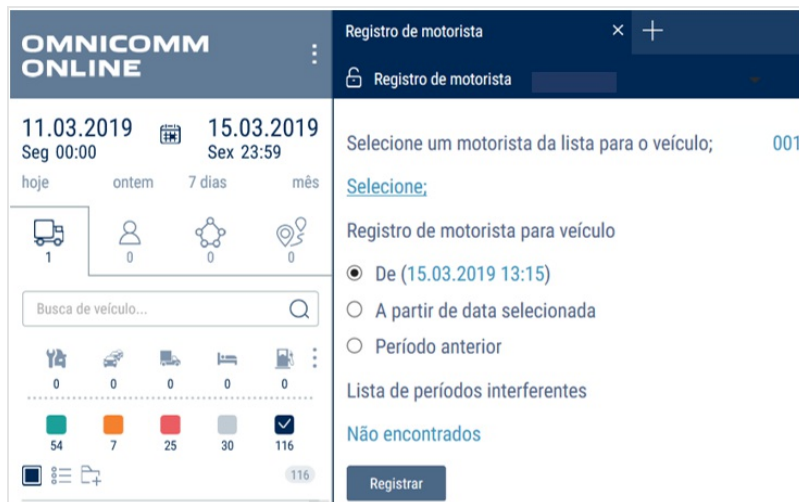 OMNICOMM
ONLINE
11.03.2019
Seg 00:00
15.03.2019
Sex 23:59
hoje ontem 7 dias mês
1 0 0 0
Busca de veículo...
0 0 0 0 0
54 7 25 30 116
116
Registro de motorista
Registro de motorista
Selecione um motorista da lista para o veículo; 001
Selecione;
Registro de motorista para veículo
De (15.03.2019 13:15)
A partir de data selecionada
Período anterior
Lista de períodos interferentes
Não encontrados
Registrar